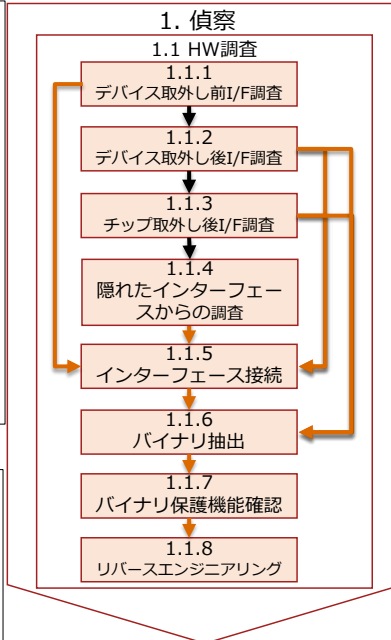 1. 偵察
1.1 HW調査
1.1.1
デバイス取外し前I/F調査
1.1.2
デバイス取外し後I/F調査
1.1.3
チップ取外し後I/F調査
1.1.4
隠れたインターフェー
スからの調査
1.1.5
インターフェース接続
1.1.6
バイナリ抽出
1.1.7
バイナリ保護機能確認
1.1.8
リバースエンジニアリング